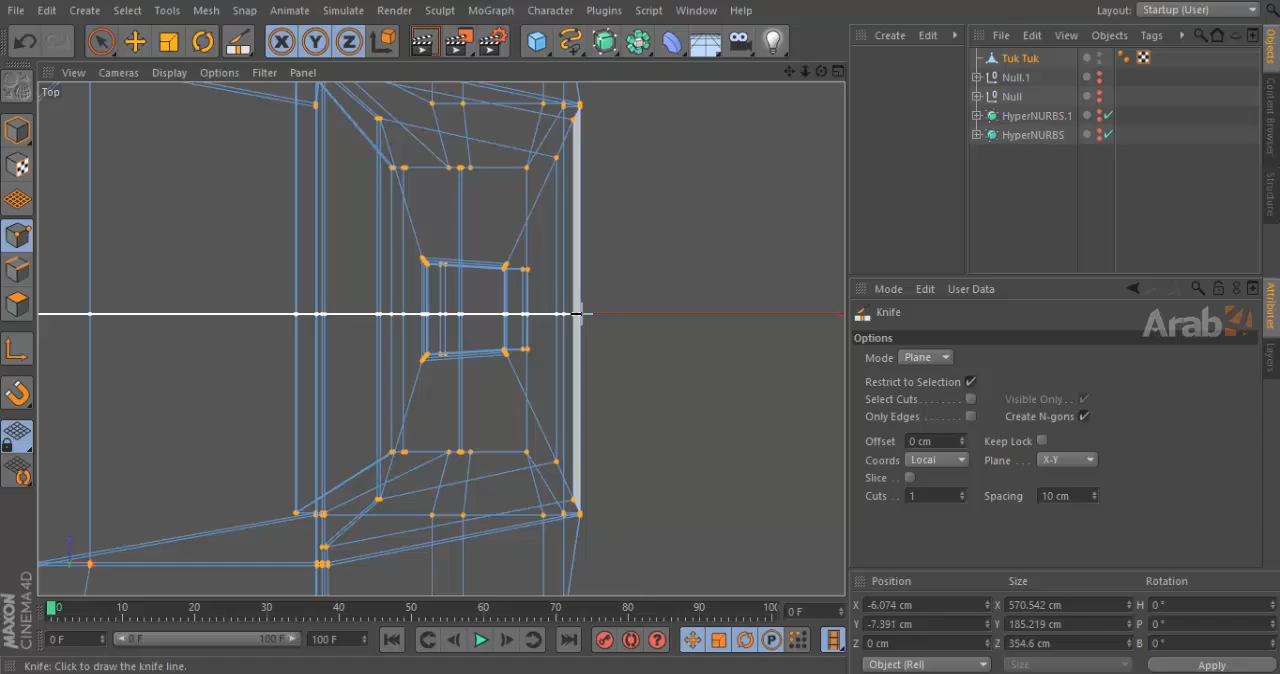 File Edit Create Select Tools Mesh Snap Animate Simulate Render Sculpt MoGraph Character Plugins Script Window Help
Layout: Startup (User)
View Cameras Display Options Filter Panel
Top
Create Edit
File Edit View Objects Tags
Tuk Tuk
Null.1
Null
HyperNURBS.1
HyperNURBS
Objects
Content Browser
Structure
Mode Edit User Data
Knife
Arab
Options
Mode Plane
Restrict to Selection
Select Cuts Visible Only
Only Edges Create N-gons
Offset 0 cm Keep Lock
Coords Local Plane X-Y
Slice
Cuts 1 Spacing 10 cm
Attributes
Layers
0 10 20 30 40 50 60 70 80 90 100 0 F
0 F 0 F 100 F 100 F
Position Size Rotation
X -6.074 cm X 570.542 cm H 0 °
Y -7.391 cm Y 185.219 cm P 0 °
Z 0 cm Z 354.6 cm B 0 °
Object (Rel) Size Apply
MAXON
CINEMA 4D
Knife: Click to draw the knife line.